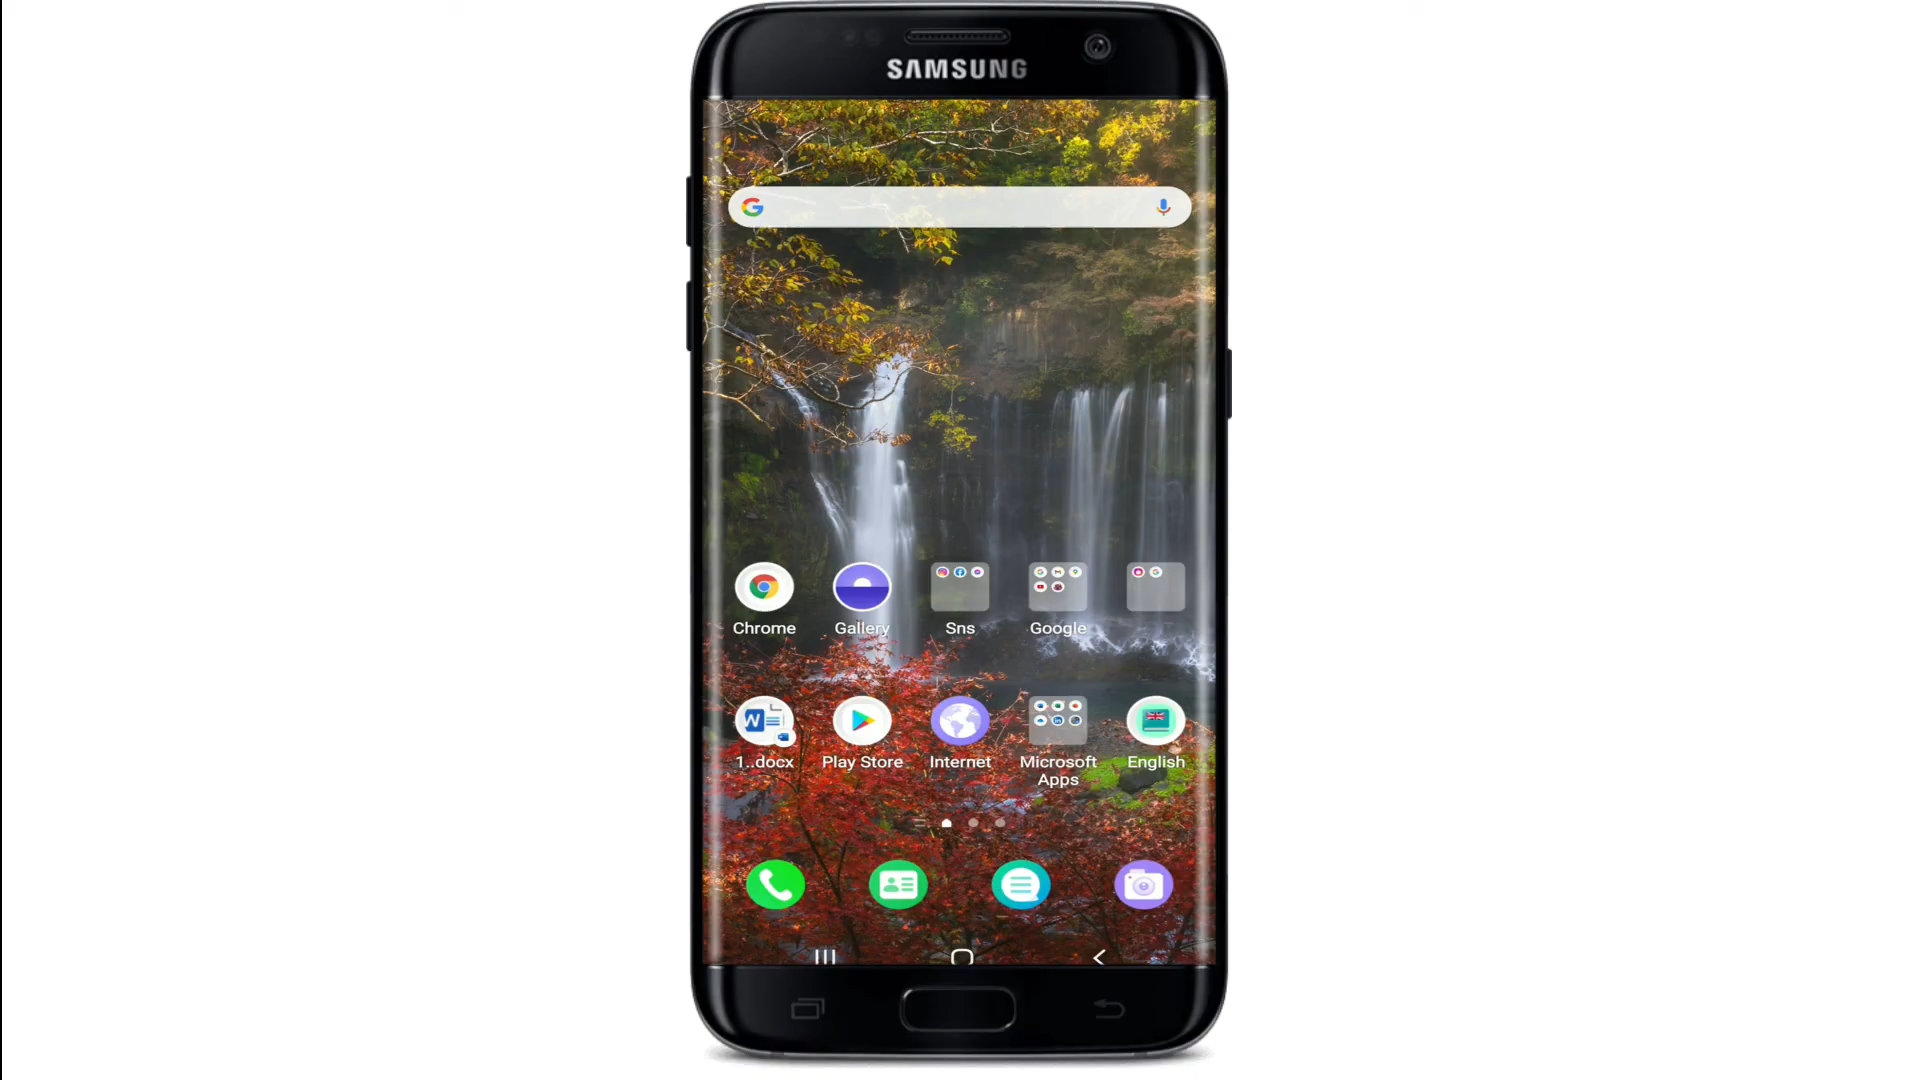 SAMSUNG
Chrome
Gallery
Sns
Google
1..docx
Play Store
Internet
Microsoft
Apps
English